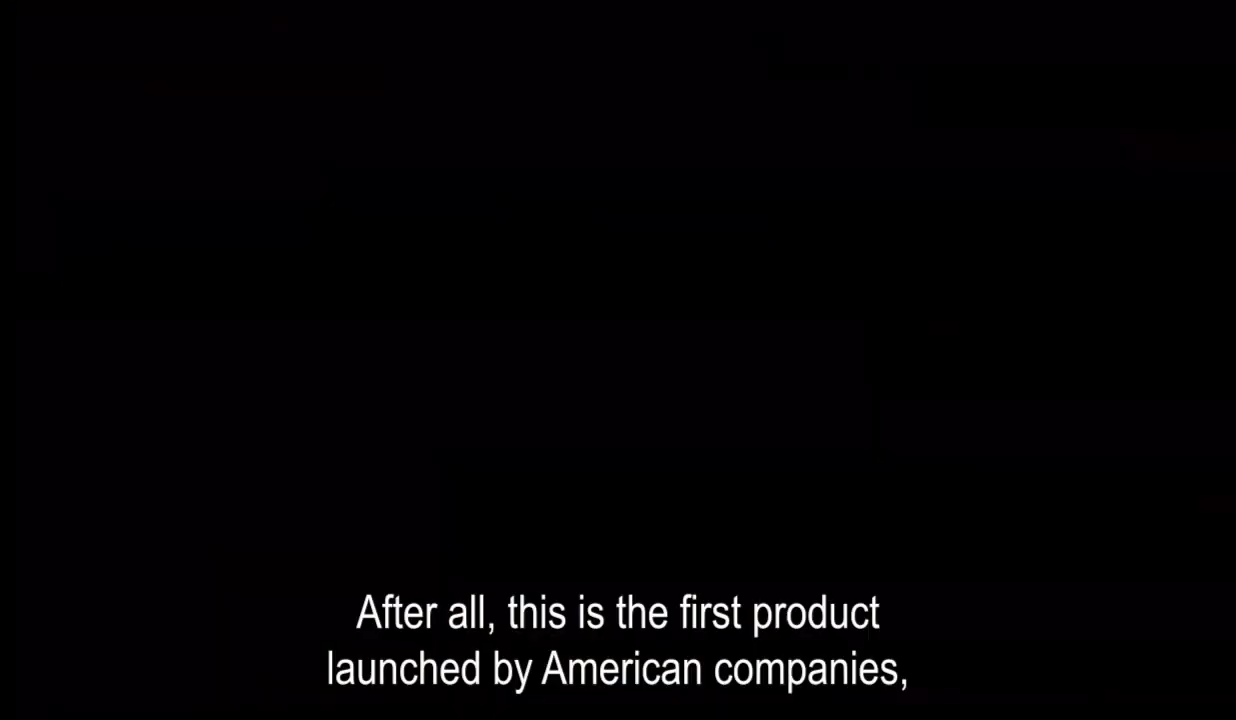 After all, this is the first product
launched by American companies,